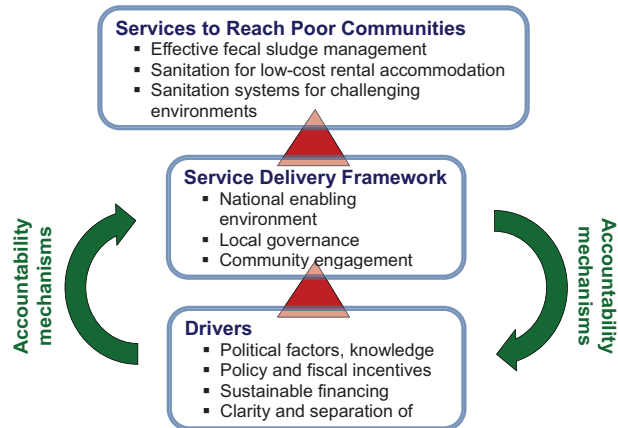 Services to Reach Poor Communities
▪ Effective fecal sludge management
▪ Sanitation for low-cost rental accommodation
▪ Sanitation systems for challenging
environments
Service Delivery Framework
▪ National enabling
environment
▪ Local governance
▪ Community engagement
Accountability
mechanisms
Accountability
mechanisms
Drivers
▪ Political factors, knowledge
▪ Policy and fiscal incentives
▪ Sustainable financing
▪ Clarity and separation of